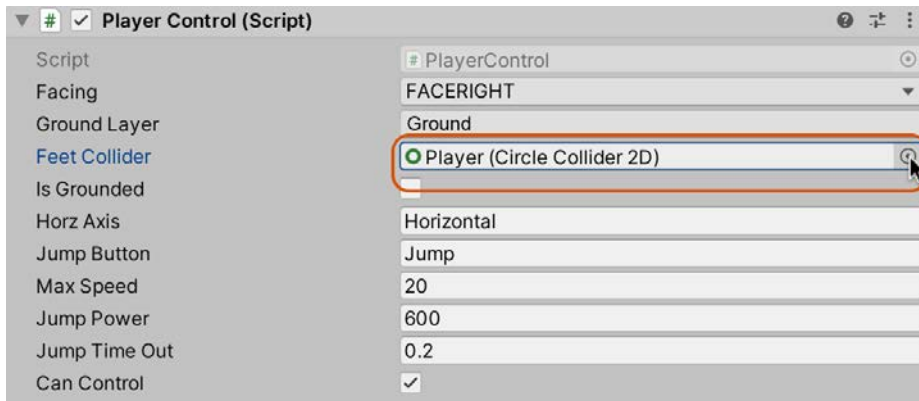 Player Control (Script)
Script # PlayerControl
Facing FACERIGHT
Ground Layer Ground
Feet Collider Player (Circle Collider 2D)
Is Grounded
Horz Axis Horizontal
Jump Button Jump
Max Speed 20
Jump Power 600
Jump Time Out 0.2
Can Control